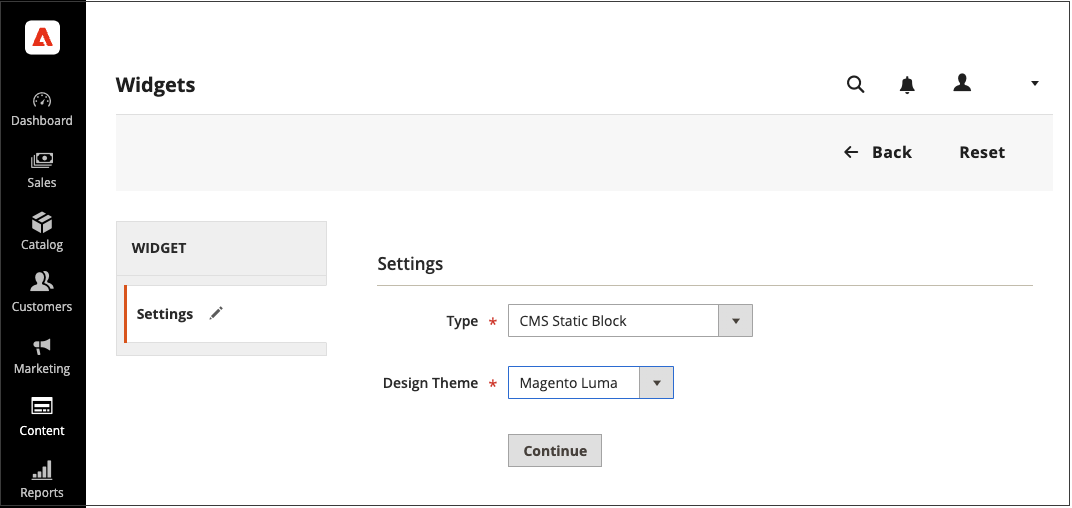 Dashboard
Sales
Catalog
Customers
Marketing
Content
Reports
Widgets
Back
Reset
WIDGET
Settings
Settings
Type * CMS Static Block
Design Theme * Magento Luma
Continue